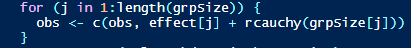 for (j in 1:length(grpSize)) {
obs <- c(obs, effect[j] + rcauchy(grpSize[j]))
}